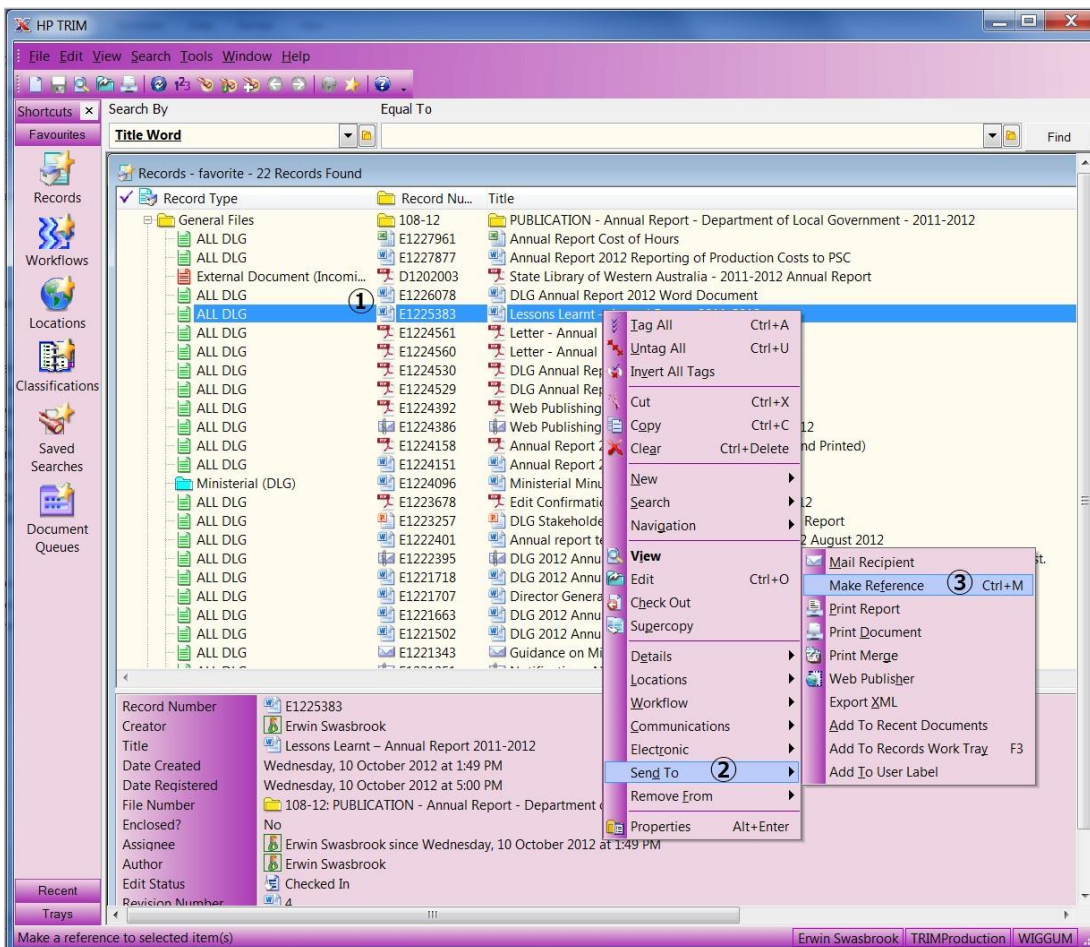 HP TRIM
File Edit View Search Tools Window Help
Shortcuts
Search By Equal To
Favourites
Title Word
Find
Records
Workflows
Locations
Classifications
Saved Searches
Document Queues
Recent
Trays
Records - favorite - 22 Records Found
Record Type Record Nu... Title
General Files 108-12 PUBLICATION - Annual Report - Department of Local Government - 2011-2012
ALL DLG E1227961 Annual Report Cost of Hours
ALL DLG E1227877 Annual Report 2012 Reporting of Production Costs to PSC
External Document (Incomi... D1202003 State Library of Western Australia - 2011-2012 Annual Report
ALL DLG ① E1226078 DLG Annual Report 2012 Word Document
ALL DLG E1225383 Lessons Learnt
ALL DLG E1224561 Letter - Annual
ALL DLG E1224560 Letter - Annual
ALL DLG E1224530 DLG Annual Rep
ALL DLG E1224529 DLG Annual Rep
ALL DLG E1224392 Web Publishing
ALL DLG E1224386 Web Publishing 12
ALL DLG E1224158 Annual Report 2 nd Printed)
ALL DLG E1224151 Annual Report 2
Ministerial (DLG) E1224096 Ministerial Minu
ALL DLG E1223678 Edit Confirmatio 12
ALL DLG E1223257 DLG Stakeholde Report
ALL DLG E1222401 Annual report te 2 August 2012
ALL DLG E1222395 DLG 2012 Annu st.
ALL DLG E1221718 DLG 2012 Annu
ALL DLG E1221707 Director Genera
ALL DLG E1221663 DLG 2012 Annu
ALL DLG E1221502 DLG 2012 Annu
ALL DLG E1221343 Guidance on Mi
Tag All Ctrl+A
Untag All Ctrl+U
Invert All Tags
Cut Ctrl+X
Copy Ctrl+C
Clear Ctrl+Delete
New
Search
Navigation
View
Edit Ctrl+O
Check Out
Supercopy
Details
Locations
Workflow
Communications
Electronic
Send To ②
Remove From
Properties Alt+Enter
Mail Recipient
Make Reference ③ Ctrl+M
Print Report
Print Document
Print Merge
Web Publisher
Export XML
Add To Recent Documents
Add To Records Work Tray F3
Add To User Label
Record Number E1225383
Creator Erwin Swasbrook
Title Lessons Learnt – Annual Report 2011-2012
Date Created Wednesday, 10 October 2012 at 1:49 PM
Date Registered Wednesday, 10 October 2012 at 5:00 PM
File Number 108-12: PUBLICATION - Annual Report - Department
Enclosed? No
Assignee Erwin Swasbrook since Wednesday, 10 October 2012 at 1:49 PM
Author Erwin Swasbrook
Edit Status Checked In
Revision Number 4
Make a reference to selected item(s) Erwin Swasbrook TRIMProduction WIGGUM